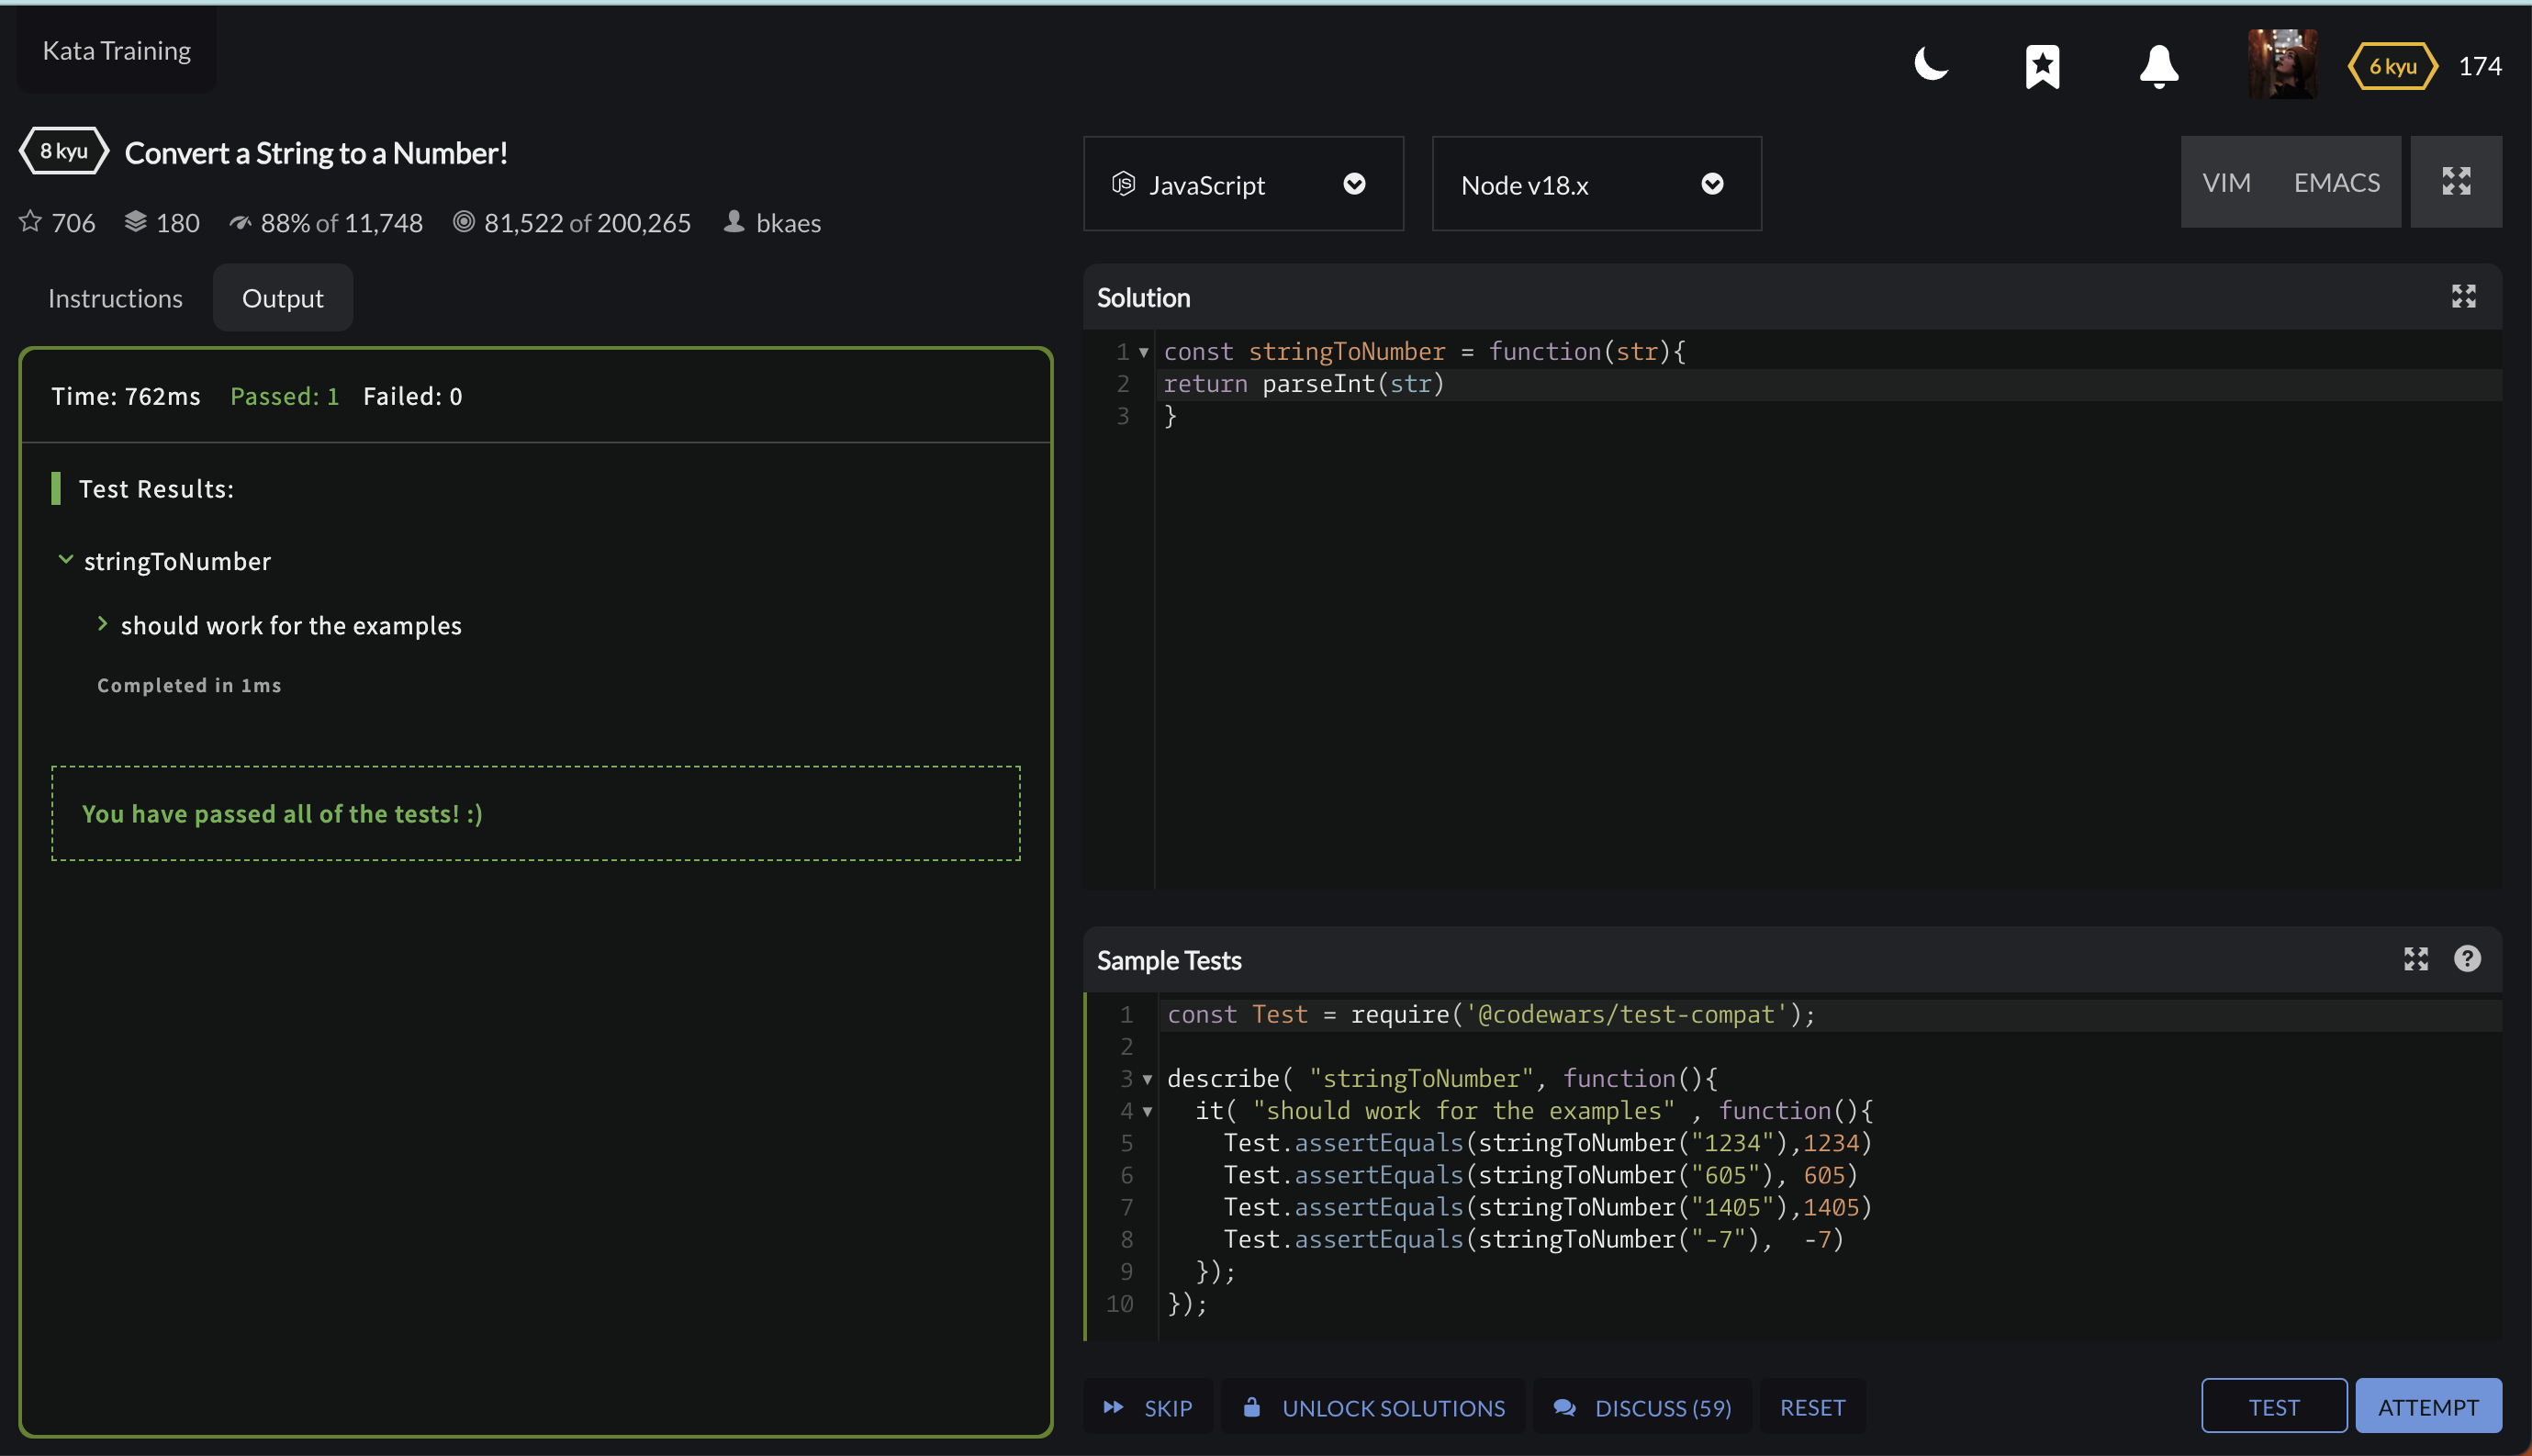 Kata Training
6 kyu 174
8 kyu Convert a String to a Number!
706 180 88% of 11,748 81,522 of 200,265 bkaes
JavaScript Node v18.x VIM EMACS
Instructions Output
Time: 762ms Passed: 1 Failed: 0
Test Results:
stringToNumber
should work for the examples
Completed in 1ms
You have passed all of the tests! :)
Solution
1 const stringToNumber = function(str){
2 return parseInt(str)
3 }
Sample Tests
1 const Test = require('@codewars/test-compat');
2
3 describe( "stringToNumber", function(){
4   it( "should work for the examples" , function(){
5     Test.assertEquals(stringToNumber("1234"),1234)
6     Test.assertEquals(stringToNumber("605"), 605)
7     Test.assertEquals(stringToNumber("1405"),1405)
8     Test.assertEquals(stringToNumber("-7"),  -7)
9   });
10 });
SKIP UNLOCK SOLUTIONS DISCUSS (59) RESET TEST ATTEMPT